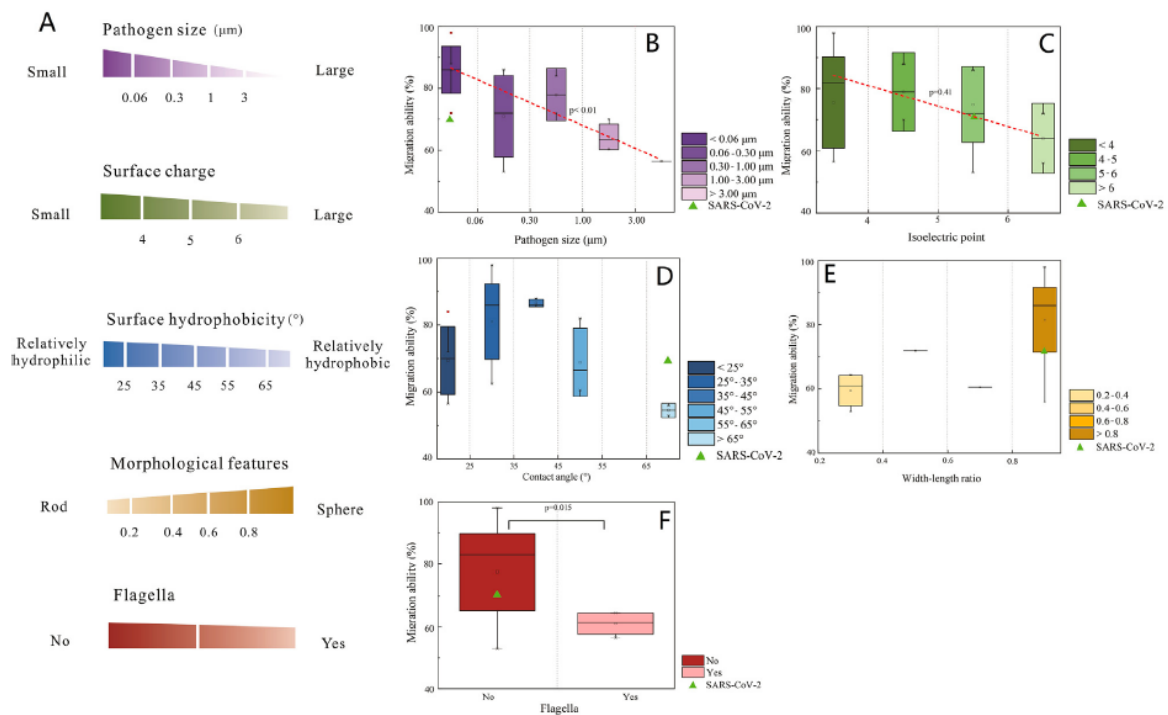 A
Pathogen size (μm)
Small
Large
0.06 0.3 1 3
Surface charge
Small
Large
4 5 6
Surface hydrophobicity (°)
Relatively hydrophilic
Relatively hydrophobic
25 35 45 55 65
Morphological features
Rod
Sphere
0.2 0.4 0.6 0.8
Flagella
No
Yes
B
Migration ability (%)
100
80
60
40
p<0.01
0.06 0.30 1.00 3.00
Pathogen size (μm)
< 0.06 μm
0.06-0.30 μm
0.30-1.00 μm
1.00-3.00 μm
> 3.00 μm
SARS-CoV-2
C
Migration ability (%)
100
80
60
40
p=0.41
4 5 6
Isoelectric point
< 4
4-5
5-6
> 6
SARS-CoV-2
D
Migration ability (%)
100
80
60
40
25 35 45 55 70
Contact angle (°)
< 25°
25°-35°
35°-45°
45°-55°
55°-65°
> 65°
SARS-CoV-2
E
Migration ability (%)
100
80
60
40
0.2 0.4 0.6 0.8
Width-length ratio
0.2-0.4
0.4-0.6
0.6-0.8
> 0.8
SARS-CoV-2
F
Migration ability (%)
100
80
60
40
p=0.015
No Yes
Flagella
No
Yes
SARS-CoV-2